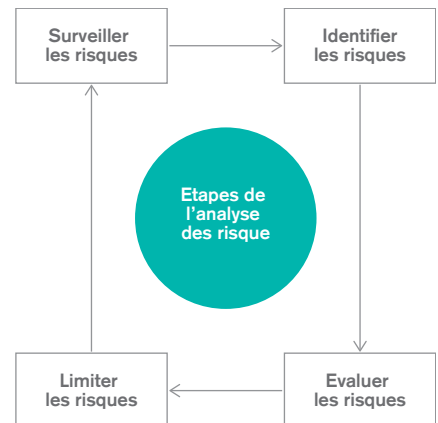 Surveiller
les risques
Identifier
les risques
Etapes de
l’analyse
des risque
Limiter
les risques
Evaluer
les risques